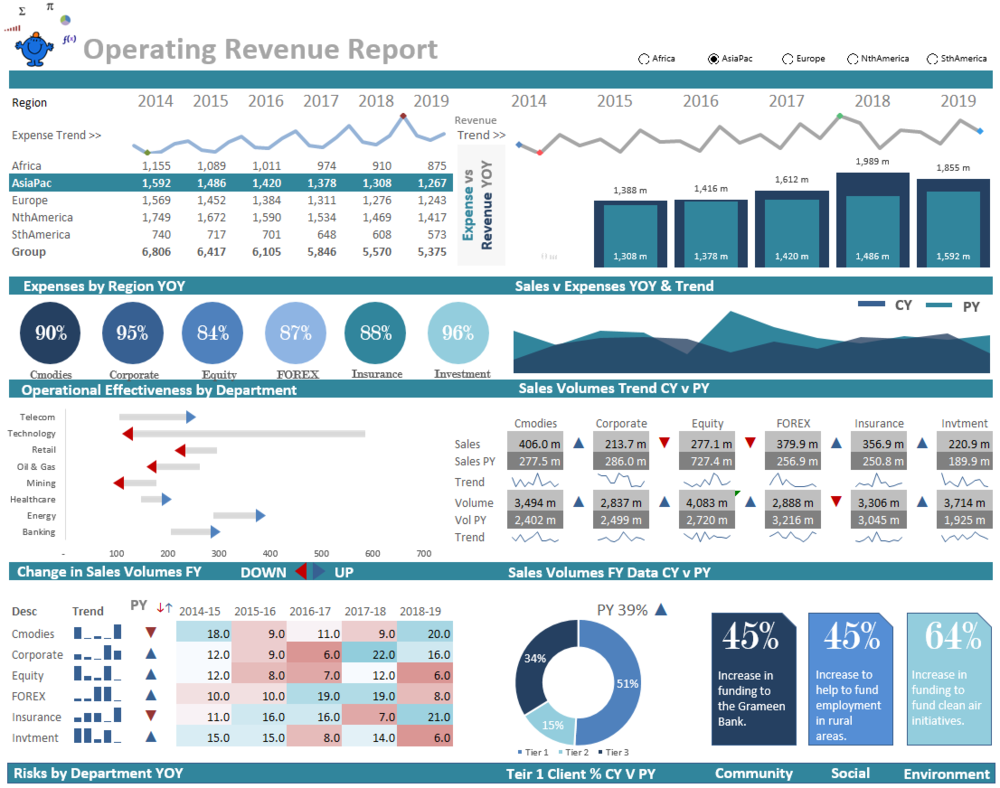 Σ π
f(x)
Operating Revenue Report
Africa AsiaPac Europe NthAmerica SthAmerica
Region 2014 2015 2016 2017 2018 2019
Expense Trend >>
Africa 1,155 1,089 1,011 974 910 875
AsiaPac 1,592 1,486 1,420 1,378 1,308 1,267
Europe 1,569 1,452 1,384 1,311 1,276 1,243
NthAmerica 1,749 1,672 1,590 1,534 1,469 1,417
SthAmerica 740 717 701 648 608 573
Group 6,806 6,417 6,105 5,846 5,570 5,375
Revenue
Trend >>
Expense vs
Revenue YOY
2014 2015 2016 2017 2018 2019
1,388 m 1,416 m 1,612 m 1,989 m 1,855 m
1,308 m 1,378 m 1,420 m 1,486 m 1,592 m
Expenses by Region YOY
Sales v Expenses YOY & Trend
90% 95% 84% 87% 88% 96%
Cmodies Corporate Equity FOREX Insurance Investment
CY PY
Operational Effectiveness by Department
Sales Volumes Trend CY v PY
Telecom
Technology
Retail
Oil & Gas
Mining
Healthcare
Energy
Banking
- 100 200 300 400 500 600 700
Cmodies Corporate Equity FOREX Insurance Invtment
Sales 406.0 m 213.7 m 277.1 m 379.9 m 356.9 m 220.9 m
Sales PY 277.5 m 286.0 m 727.4 m 256.9 m 250.8 m 189.9 m
Trend
Volume 3,494 m 2,837 m 4,083 m 2,888 m 3,306 m 3,714 m
Vol PY 2,402 m 2,499 m 2,720 m 3,216 m 3,045 m 1,925 m
Trend
Change in Sales Volumes FY DOWN UP
Sales Volumes FY Data CY v PY
Desc Trend PY ↓↑ 2014-15 2015-16 2016-17 2017-18 2018-19
Cmodies 18.0 9.0 11.0 9.0 20.0
Corporate 12.0 9.0 6.0 22.0 16.0
Equity 12.0 8.0 7.0 12.0 6.0
FOREX 10.0 10.0 19.0 19.0 8.0
Insurance 11.0 16.0 16.0 7.0 21.0
Invtment 15.0 15.0 8.0 14.0 6.0
PY 39%
34%
51%
15%
Tier 1 Tier 2 Tier 3
45%
Increase in
funding to
the Grameen
Bank.
45%
Increase to
help to fund
employment
in rural
areas.
64%
Increase in
funding to
fund clean air
initiatives.
Risks by Department YOY
Teir 1 Client % CY V PY
Community
Social
Environment